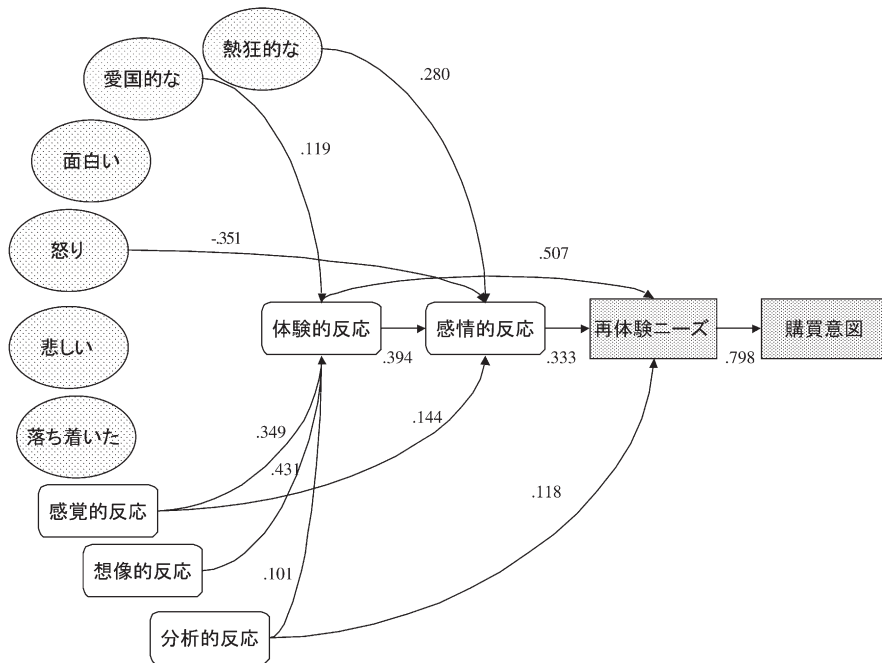 熱狂的な
愛国的な
.280
.119
面白い
怒り
-.351
.507
体験的反応
感情的反応
再体験ニーズ
購買意図
悲しい
.394
.333
.798
落ち着いた
.349
.144
.431
感覚的反応
.118
想像的反応
.101
分析的反応